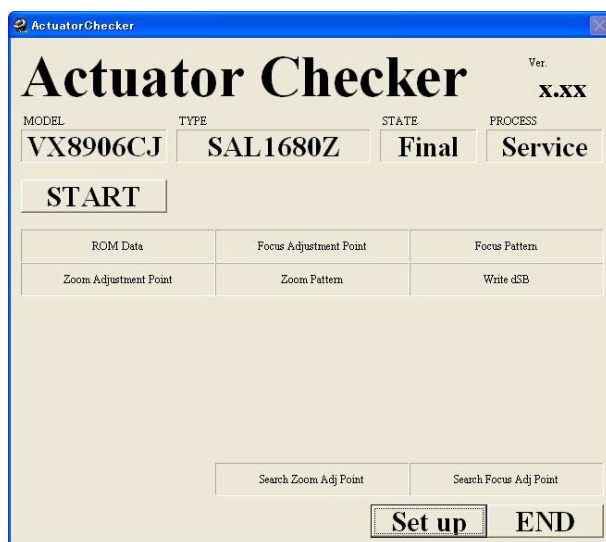 ActuatorChecker
Actuator Checker
Ver.
x.xx
MODEL TYPE STATE PROCESS
VX8906CJ SAL1680Z Final Service
START
ROM Data Focus Adjustment Point Focus Pattern
Zoom Adjustment Point Zoom Pattern Write dSB
Search Zoom Adj Point Search Focus Adj Point
Set up END